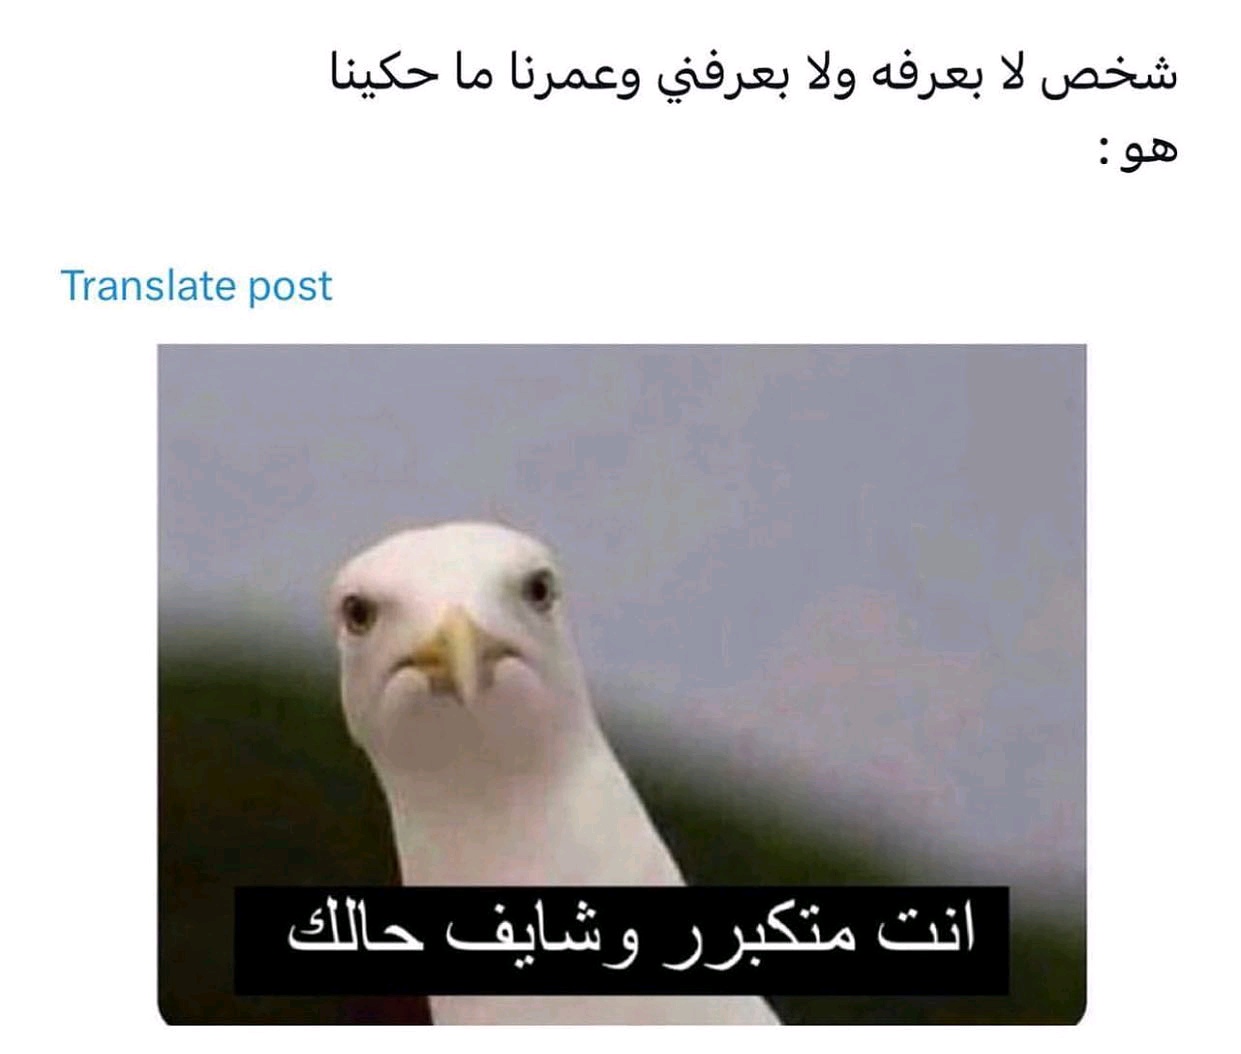 شخص لا بعرفه ولا بعرفني وعمرنا ما حكينا
هو :
Translate post
انت متكبرر وشايف حالك